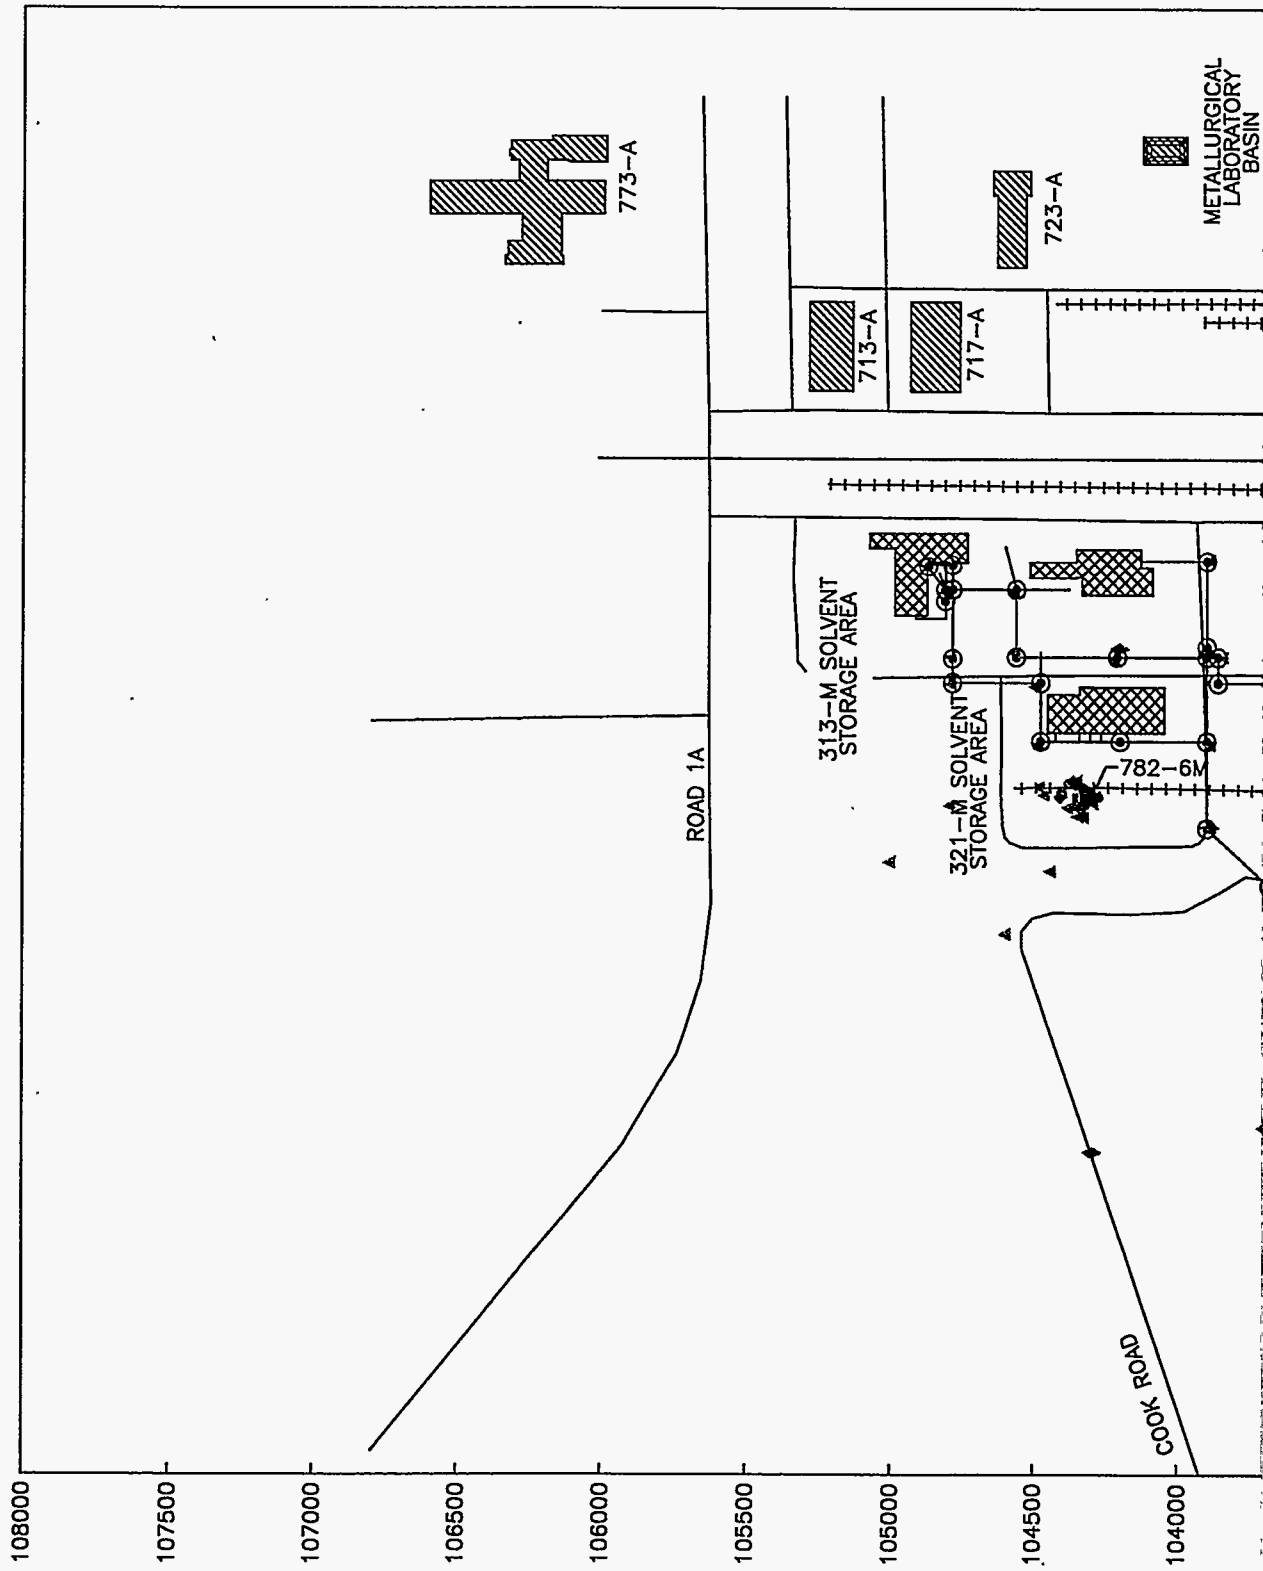 108000
107500
107000
106500
106000
105500
105000
104500
104000
773-A
713-A
717-A
723-A
METALLURGICAL
LABORATORY
BASIN
313-M SOLVENT
STORAGE AREA
321-M SOLVENT
STORAGE AREA
782-6M
ROAD 1A
COOK ROAD